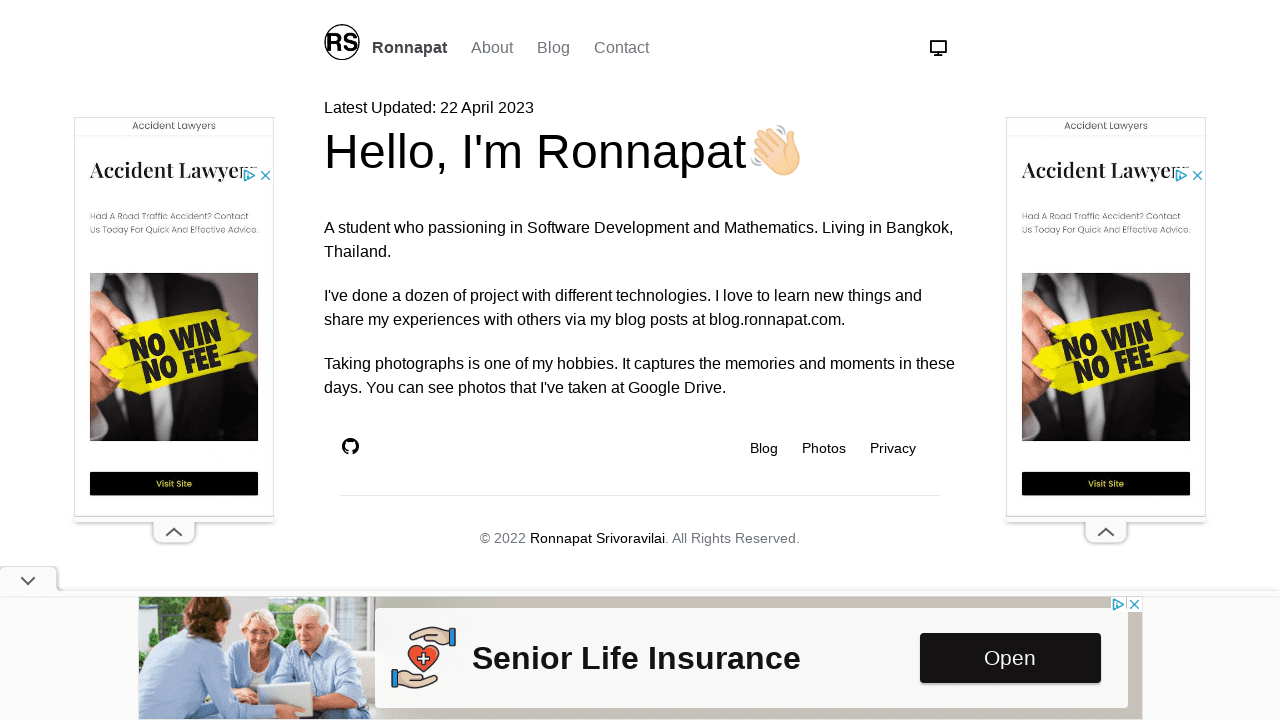 RS
Ronnapat About Blog Contact
Latest Updated: 22 April 2023
Hello, I'm Ronnapat
A student who passioning in Software Development and Mathematics. Living in Bangkok,
Thailand.
I've done a dozen of project with different technologies. I love to learn new things and
share my experiences with others via my blog posts at blog.ronnapat.com.
Taking photographs is one of my hobbies. It captures the memories and moments in these
days. You can see photos that I've taken at Google Drive.
Blog Photos Privacy
© 2022 Ronnapat Srivoravilai. All Rights Reserved.
Accident Lawyers
Accident Lawyers
Had A Road Traffic Accident? Contact
Us Today For Quick And Effective Advice.
NO WIN
NO FEE
Visit Site
Accident Lawyers
Accident Lawyers
Had A Road Traffic Accident? Contact
Us Today For Quick And Effective Advice.
NO WIN
NO FEE
Visit Site
Senior Life Insurance
Open